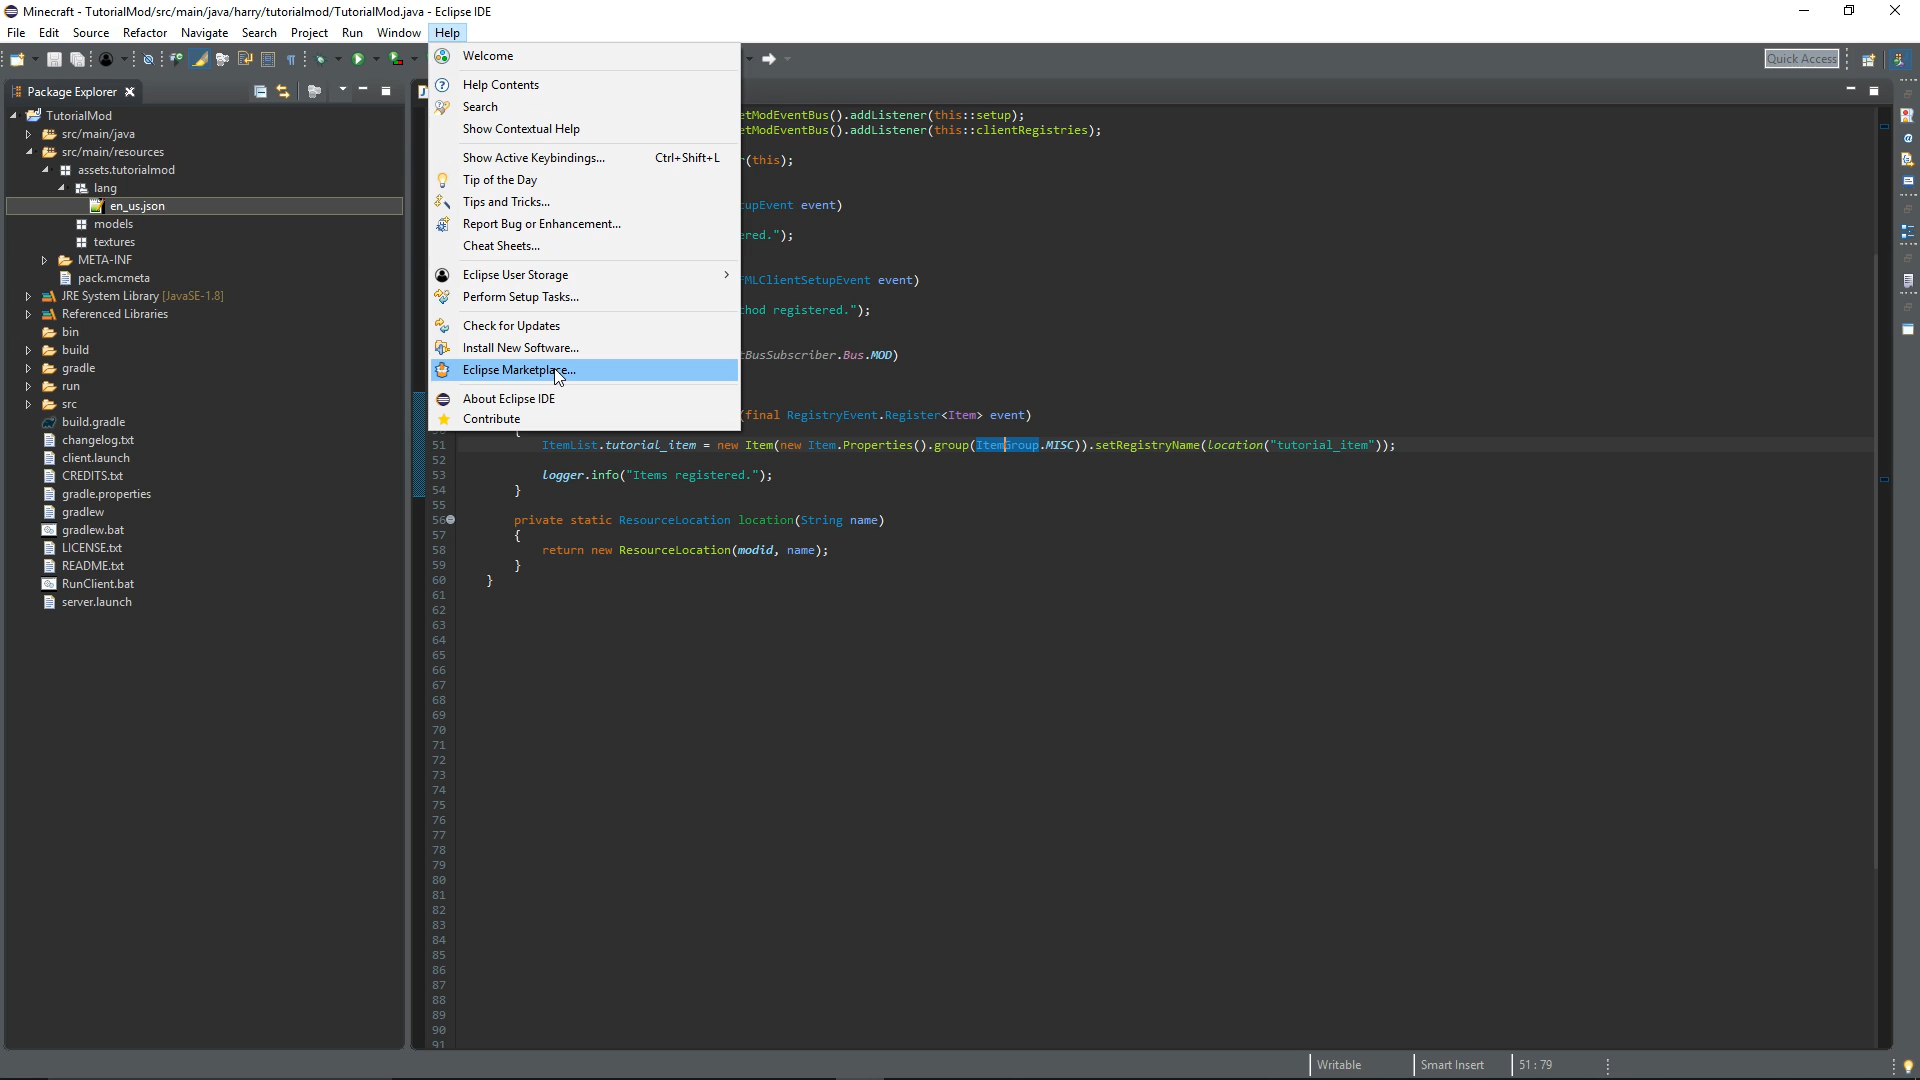 Minecraft - TutorialMod/src/main/java/harry/tutorialmod/TutorialMod.java - Eclipse IDE
File Edit Source Refactor Navigate Search Project Run Window Help
Quick Access
Package Explorer
TutorialMod
src/main/java
src/main/resources
assets.tutorialmod
lang
en_us.json
models
textures
META-INF
pack.mcmeta
JRE System Library [JavaSE-1.8]
Referenced Libraries
bin
build
gradle
run
src
build.gradle
changelog.txt
client.launch
CREDITS.txt
gradle.properties
gradlew
gradlew.bat
LICENSE.txt
README.txt
RunClient.bat
server.launch
Welcome
Help Contents
Search
Show Contextual Help
Show Active Keybindings... Ctrl+Shift+L
Tip of the Day
Tips and Tricks...
Report Bug or Enhancement...
Cheat Sheets...
Eclipse User Storage
Perform Setup Tasks...
Check for Updates
Install New Software...
Eclipse Marketplace...
About Eclipse IDE
Contribute
etModEventBus().addListener(this::setup);
etModEventBus().addListener(this::clientRegistries);
(this);
upEvent event)
red.");
MLClientSetupEvent event)
hod registered.");
BusSubscriber.Bus.MOD)
(final RegistryEvent.Register<Item> event)
{
51 ItemList.tutorial_item = new Item(new Item.Properties().group(ItemGroup.MISC)).setRegistryName(location("tutorial_item"));
52
53 logger.info("Items registered.");
54 }
55
56 private static ResourceLocation location(String name)
57 {
58 return new ResourceLocation(modid, name);
59 }
60 }
61
62
63
64
65
66
67
68
69
70
71
72
73
74
75
76
77
78
79
80
81
82
83
84
85
86
87
88
89
90
91
Writable Smart Insert 51 : 79